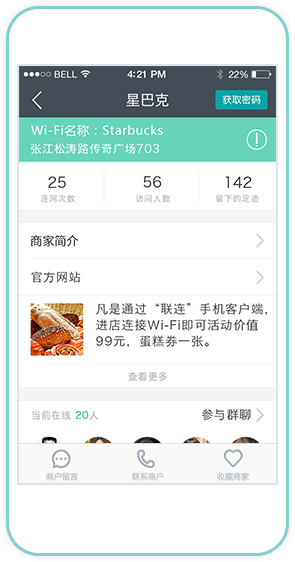 BELL 4:21 PM 22%
星巴克 获取密码
Wi-Fi名称：Starbucks
张江松涛路传奇广场703
25 56 142
连网次数 访问人数 留下的足迹
商家简介
官方网站
凡是通过“联连”手机客户端，
进店连接Wi-Fi即可活动价值
99元，蛋糕券一张。
查看更多
当前在线 20人 参与群聊
商户留言 联系商户 收藏商家